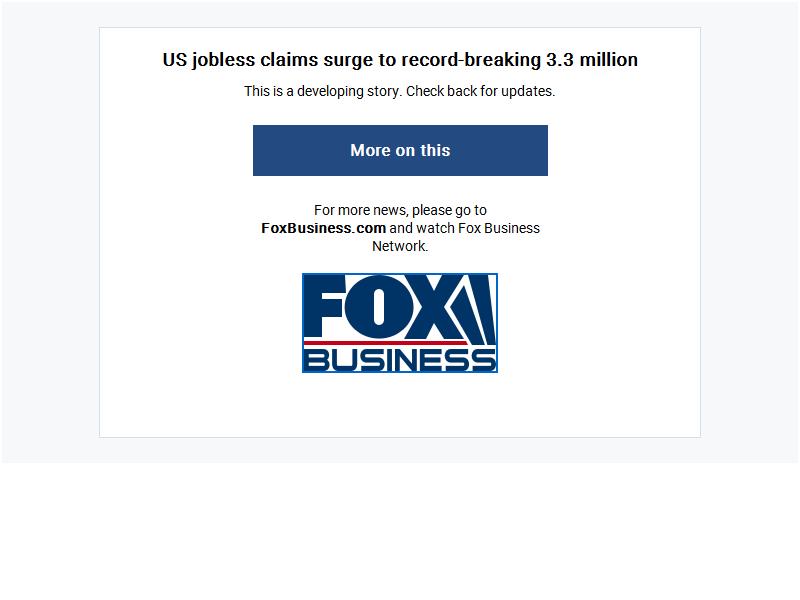 US jobless claims surge to record-breaking 3.3 million
This is a developing story. Check back for updates.
More on this
For more news, please go to
FoxBusiness.com and watch Fox Business
Network.
FOX
BUSINESS